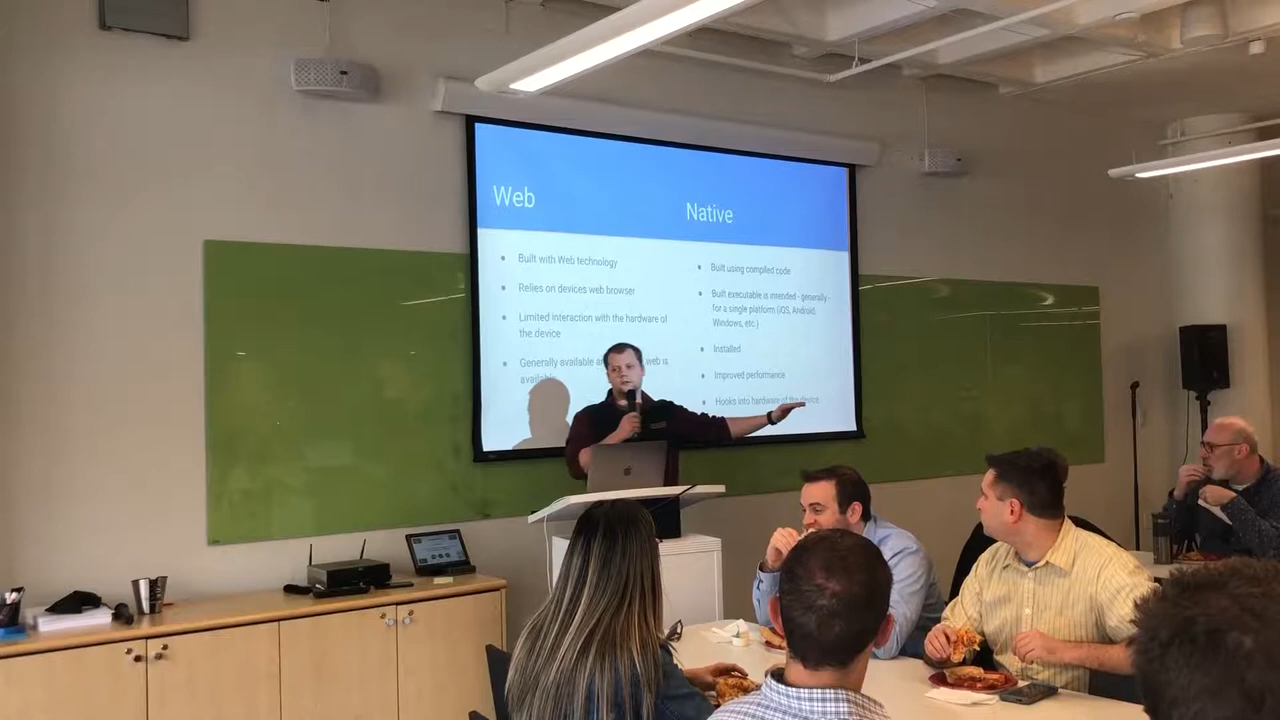 Web
Native
Built with Web technology
Relies on devices web browser
Limited interaction with the hardware of
the device
Generally available web is
available
Built using compiled code
Built executable is intended - generally -
for a single platform (iOS, Android,
Windows, etc.)
Installed
Improved performance
Hooks into hardware of the device